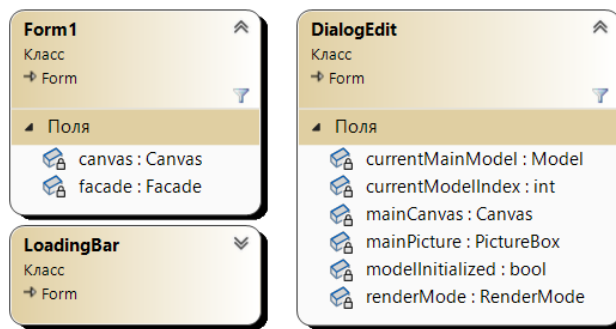 Form1
Класс
Form
Поля
canvas : Canvas
facade : Facade
LoadingBar
Класс
Form
DialogEdit
Класс
Form
Поля
currentMainModel : Model
currentModelIndex : int
mainCanvas : Canvas
mainPicture : PictureBox
modelInitialized : bool
renderMode : RenderMode